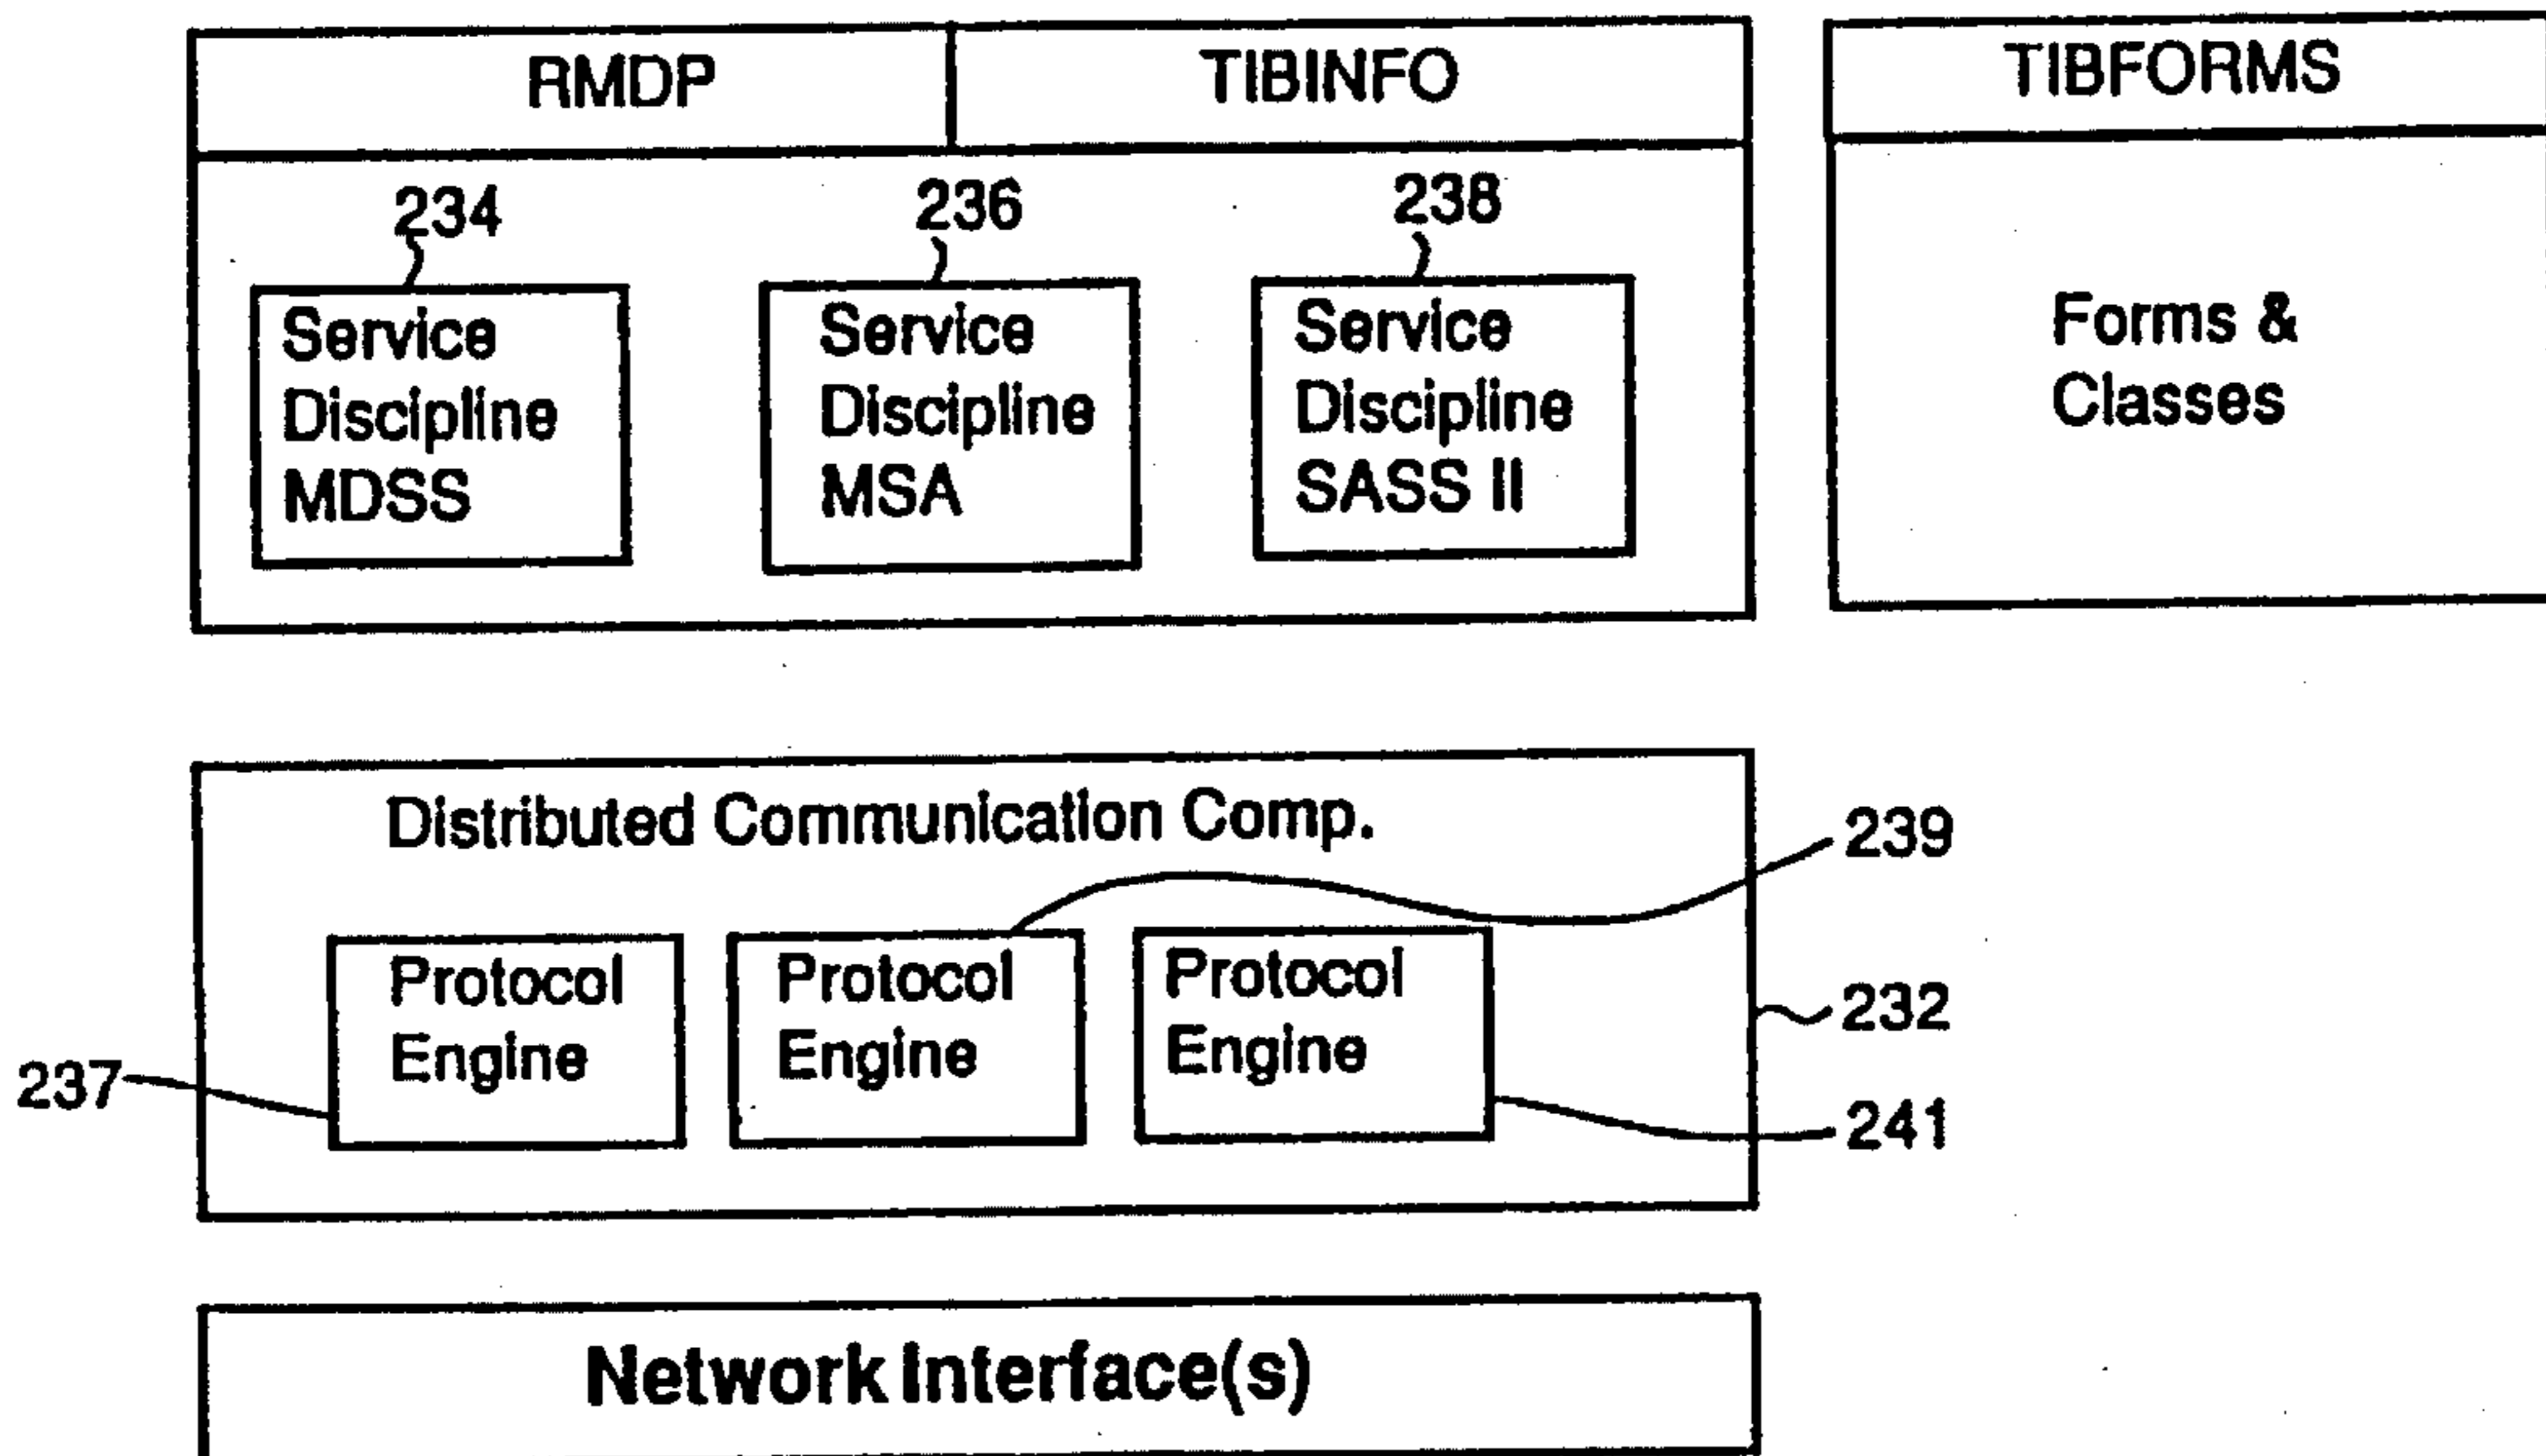 RMDP
TIBINFO
TIBFORMS
234
236
238
Service
Discipline
MDSS
Service
Discipline
MSA
Service
Discipline
SASS II
Forms &
Classes
Distributed Communication Comp.
239
Protocol
Engine
Protocol
Engine
Protocol
Engine
232
237
241
Network Interface(s)